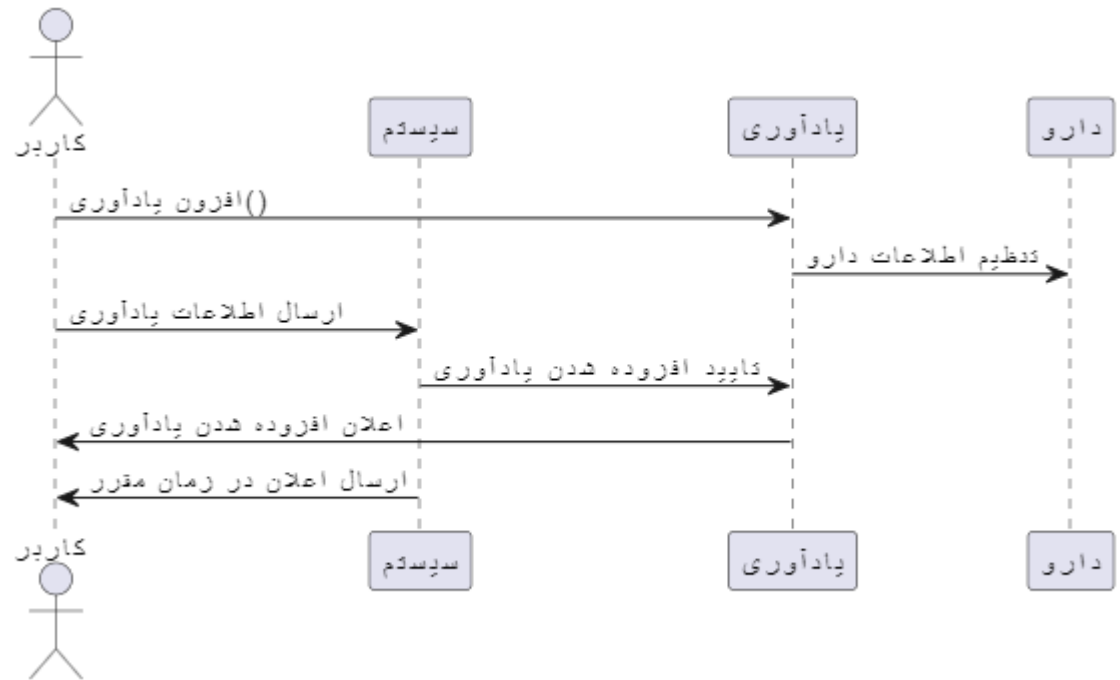 کاربر
سیستم
یادآوری
دارو
افزون یادآوری()
تنظیم اطلاعات دارو
ارسال اطلاعات یادآوری
تایید افزوده شدن یادآوری
اعلان افزوده شدن یادآوری
ارسال اعلان در زمان مقرر
کاربر
سیستم
یادآوری
دارو